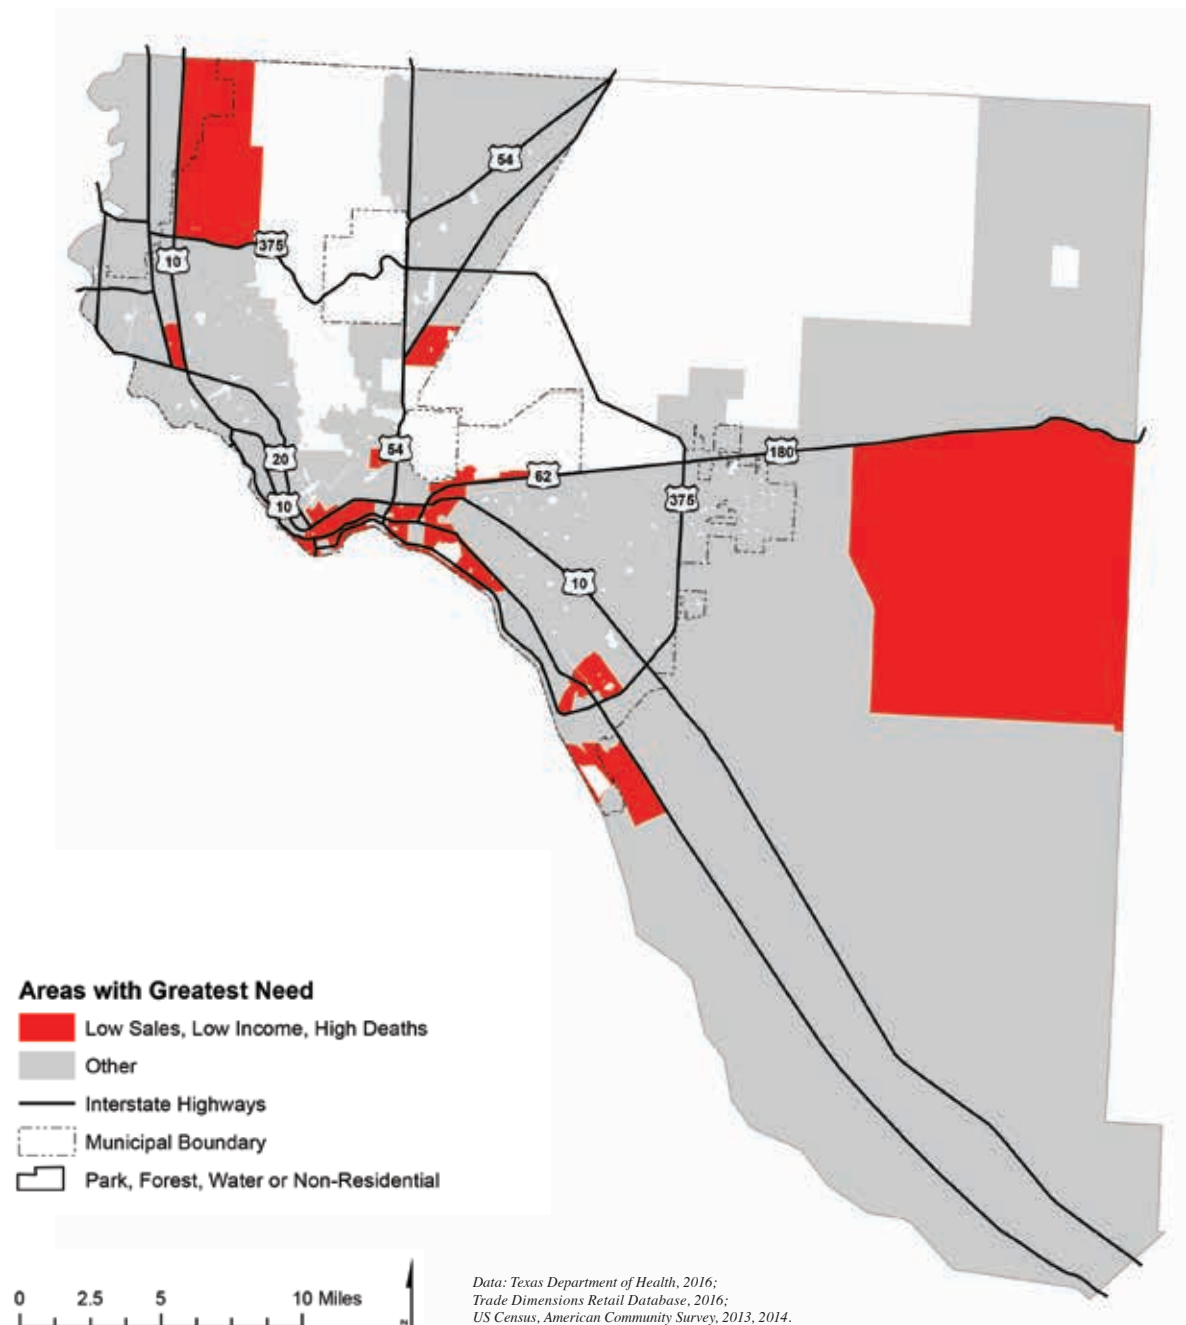 54
375
10
54
20
62
180
375
10
10
Areas with Greatest Need
Low Sales, Low Income, High Deaths
Other
Interstate Highways
Municipal Boundary
Park, Forest, Water or Non-Residential
0 2.5 5 10 Miles
Data: Texas Department of Health, 2016;
Trade Dimensions Retail Database, 2016;
US Census, American Community Survey, 2013, 2014.